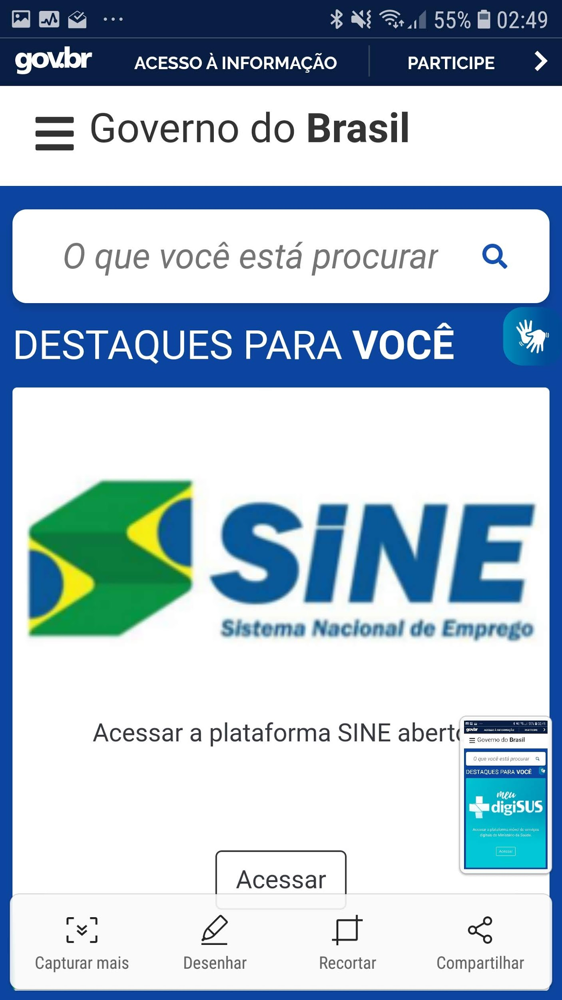 55% 02:49
gov.br ACESSO À INFORMAÇÃO PARTICIPE
Governo do Brasil
O que você está procurar
DESTAQUES PARA VOCÊ
SiNE
Sistema Nacional de Emprego
Acessar a plataforma SINE aberto
gov.br ACESSO À INFORMAÇÃO PARTICIPE
Governo do Brasil
O que você está procurar
DESTAQUES PARA VOCÊ
meu
digiSUS
Acessar a plataforma móvel de serviços
digitais do Ministério da Saúde.
Acessar
Acessar
Capturar mais Desenhar Recortar Compartilhar